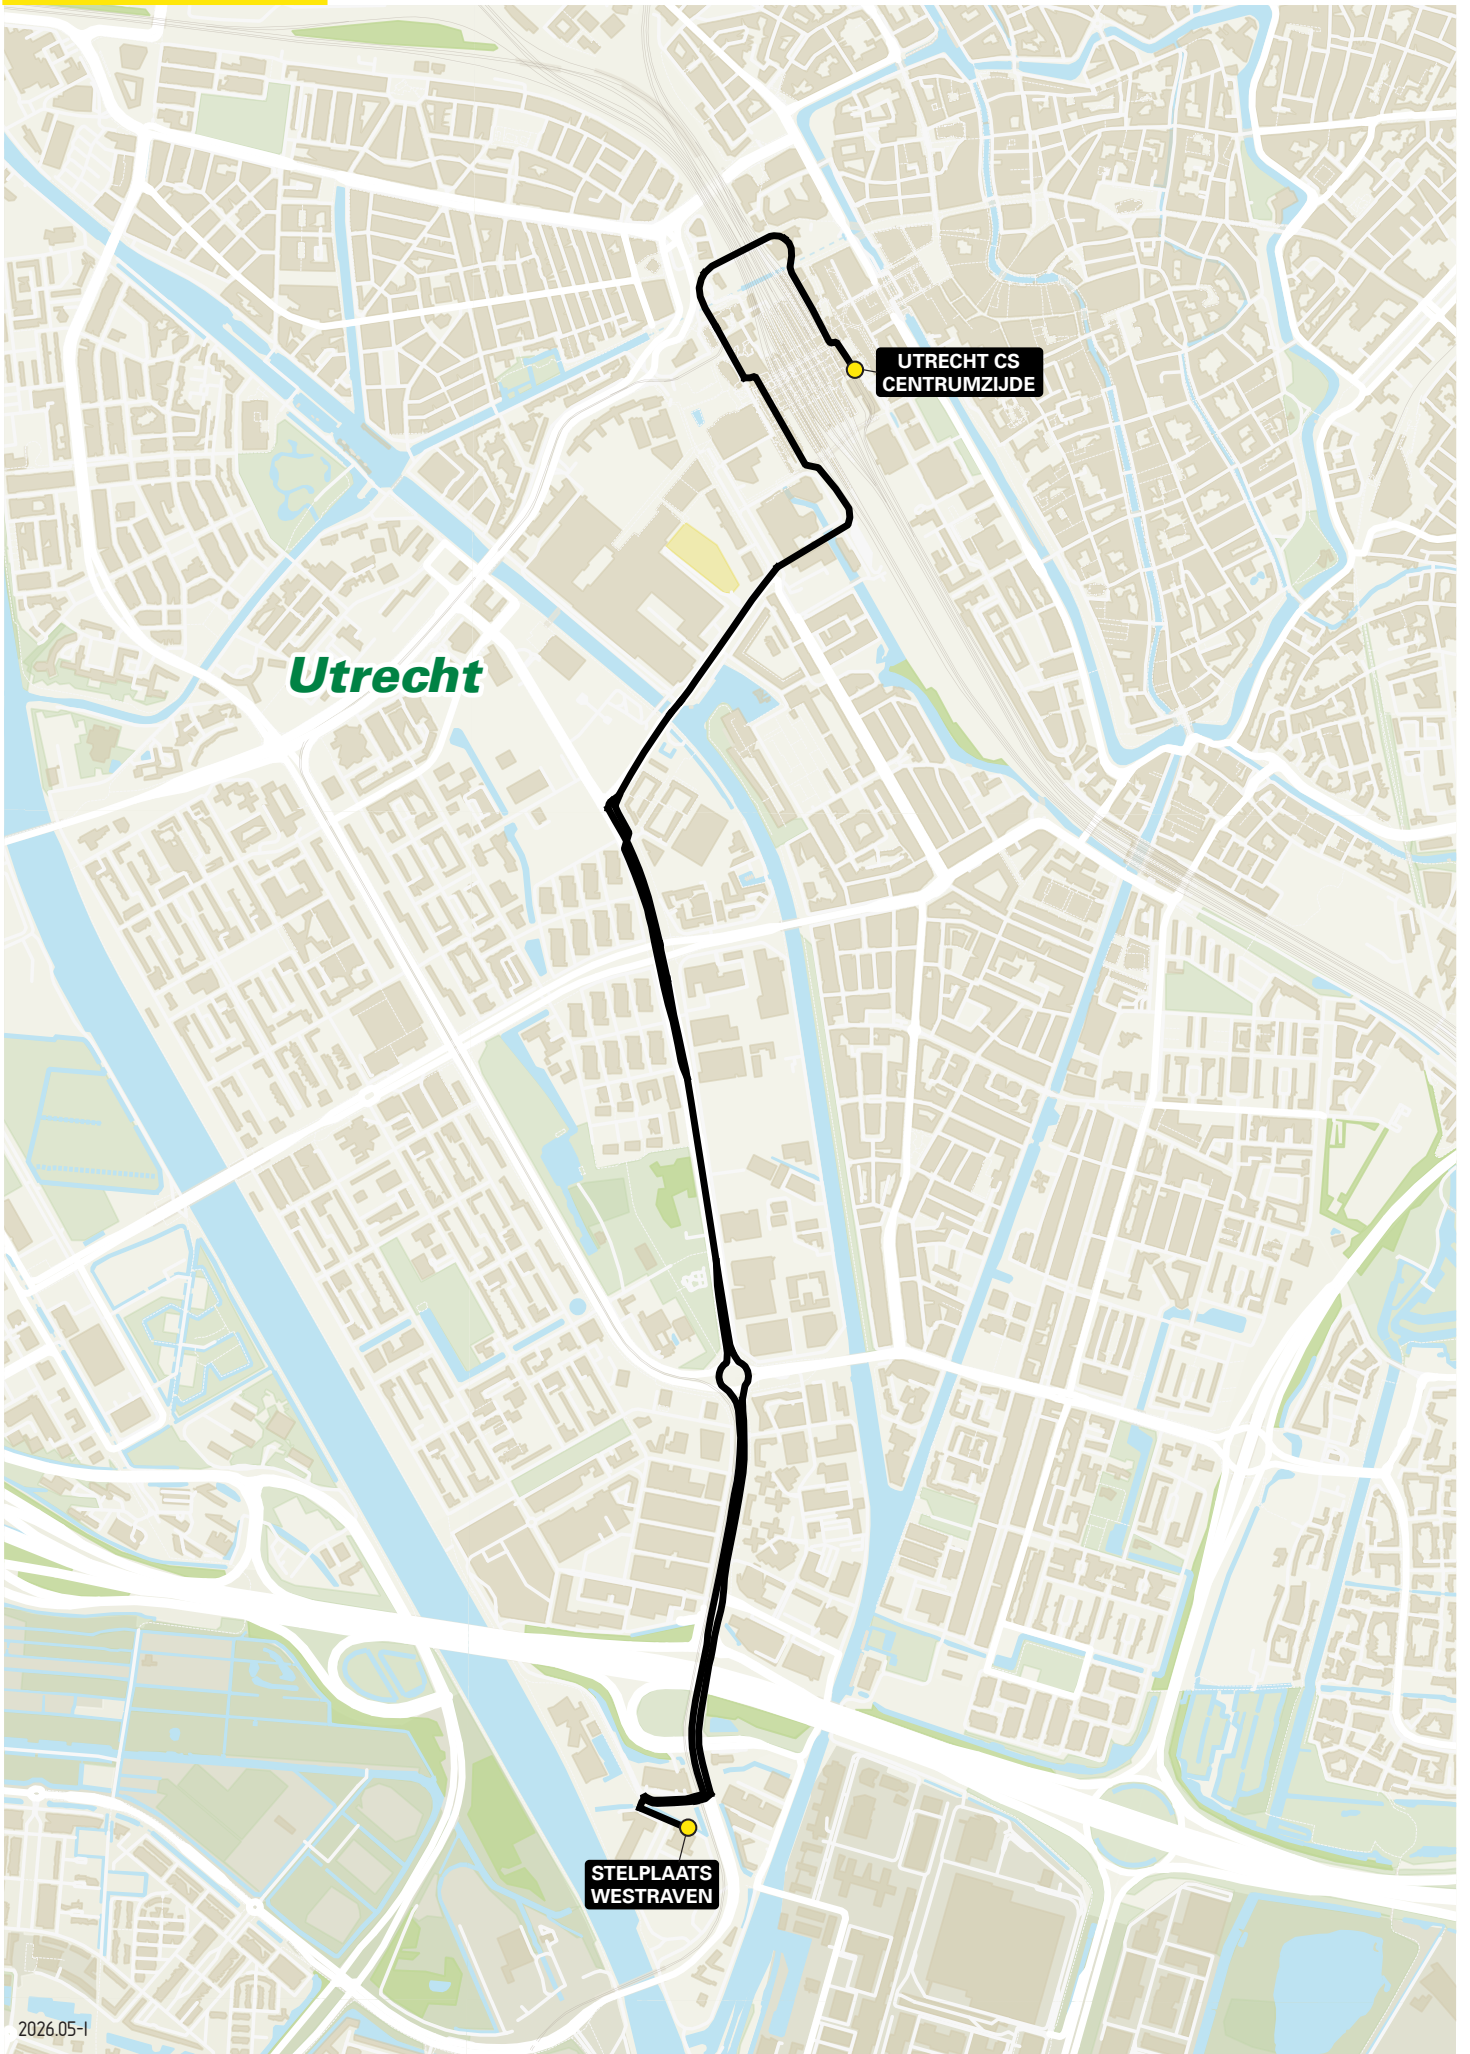 UTRECHT CS
CENTRUMZIJDE
Utrecht
STELPLAATS
WESTRAVEN
2026.05-I